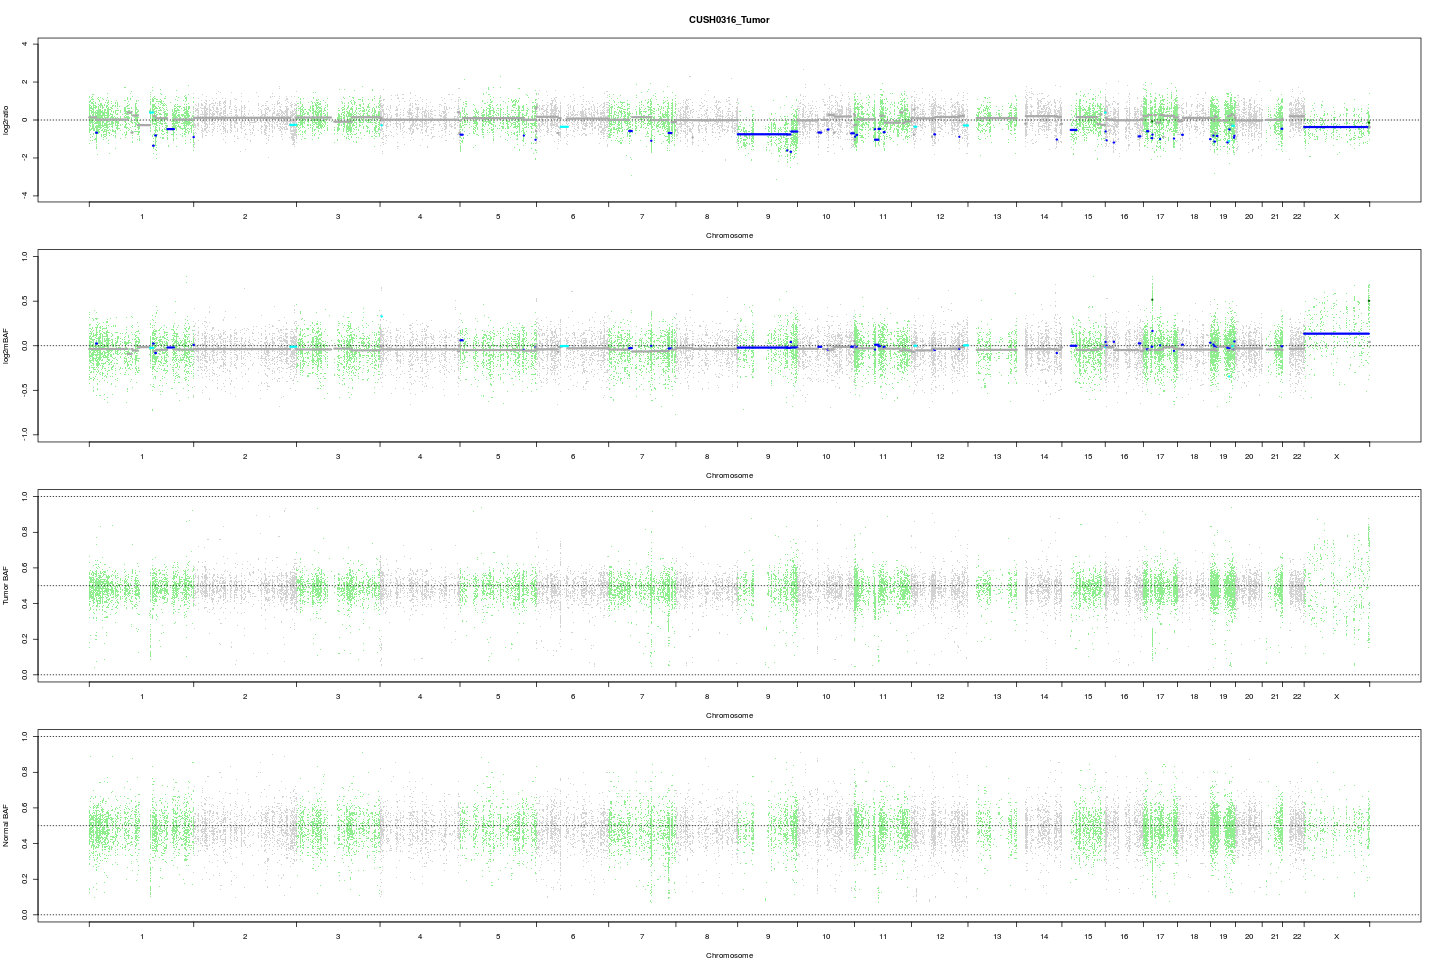 CUSH0316_Tumor
4
2
0
-2
-4
log2ratio
1 2 3 4 5 6 7 8 9 10 11 12 13 14 15 16 17 18 19 20 21 22 X
Chromosome
1.0
0.5
0.0
-0.5
-1.0
log2mBAF
1 2 3 4 5 6 7 8 9 10 11 12 13 14 15 16 17 18 19 20 21 22 X
Chromosome
1.0
0.8
0.6
0.4
0.2
0.0
Tumor BAF
1 2 3 4 5 6 7 8 9 10 11 12 13 14 15 16 17 18 19 20 21 22 X
Chromosome
1.0
0.8
0.6
0.4
0.2
0.0
Normal BAF
1 2 3 4 5 6 7 8 9 10 11 12 13 14 15 16 17 18 19 20 21 22 X
Chromosome